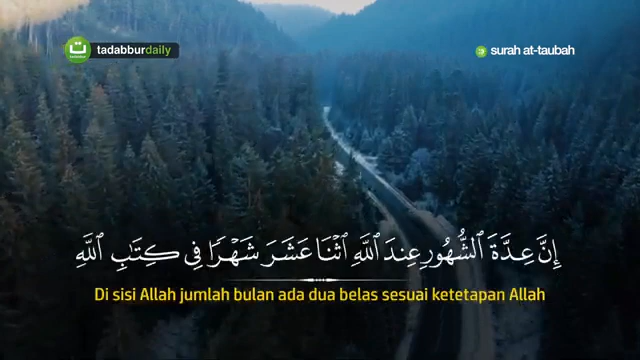 tadabburdaily
surah at-taubah
إِنَّ عِدَّةَ ٱلشُّهُورِ عِندَ ٱللَّهِ ٱثْنَا عَشَرَ شَهْرًا فِى كِتَٰبِ ٱللَّهِ
Di sisi Allah jumlah bulan ada dua belas sesuai ketetapan Allah